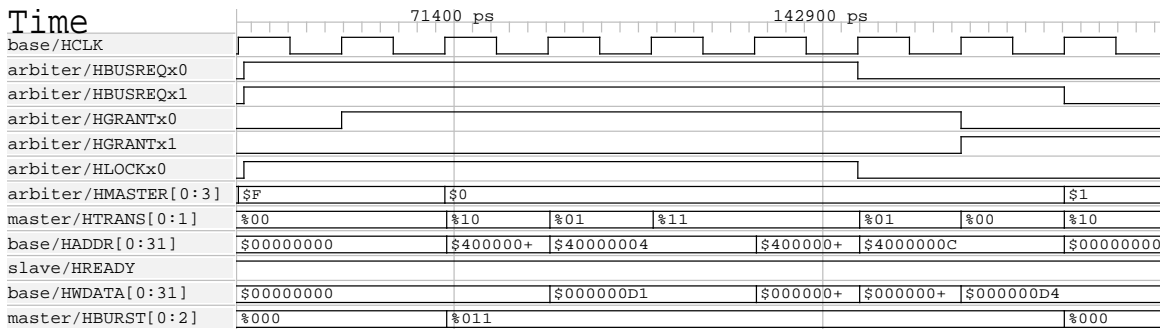 Time 71400 ps 142900 ps
base/HCLK
arbiter/HBUSREQx0
arbiter/HBUSREQx1
arbiter/HGRANTx0
arbiter/HGRANTx1
arbiter/HLOCKx0
arbiter/HMASTER[0:3] $F $0 $1
master/HTRANS[0:1] %00 %10 %01 %11 %01 %00 %10
base/HADDR[0:31] $00000000 $400000+ $40000004 $400000+ $4000000C $00000000
slave/HREADY
base/HWDATA[0:31] $00000000 $000000D1 $000000+ $000000+ $000000D4
master/HBURST[0:2] %000 %011 %000